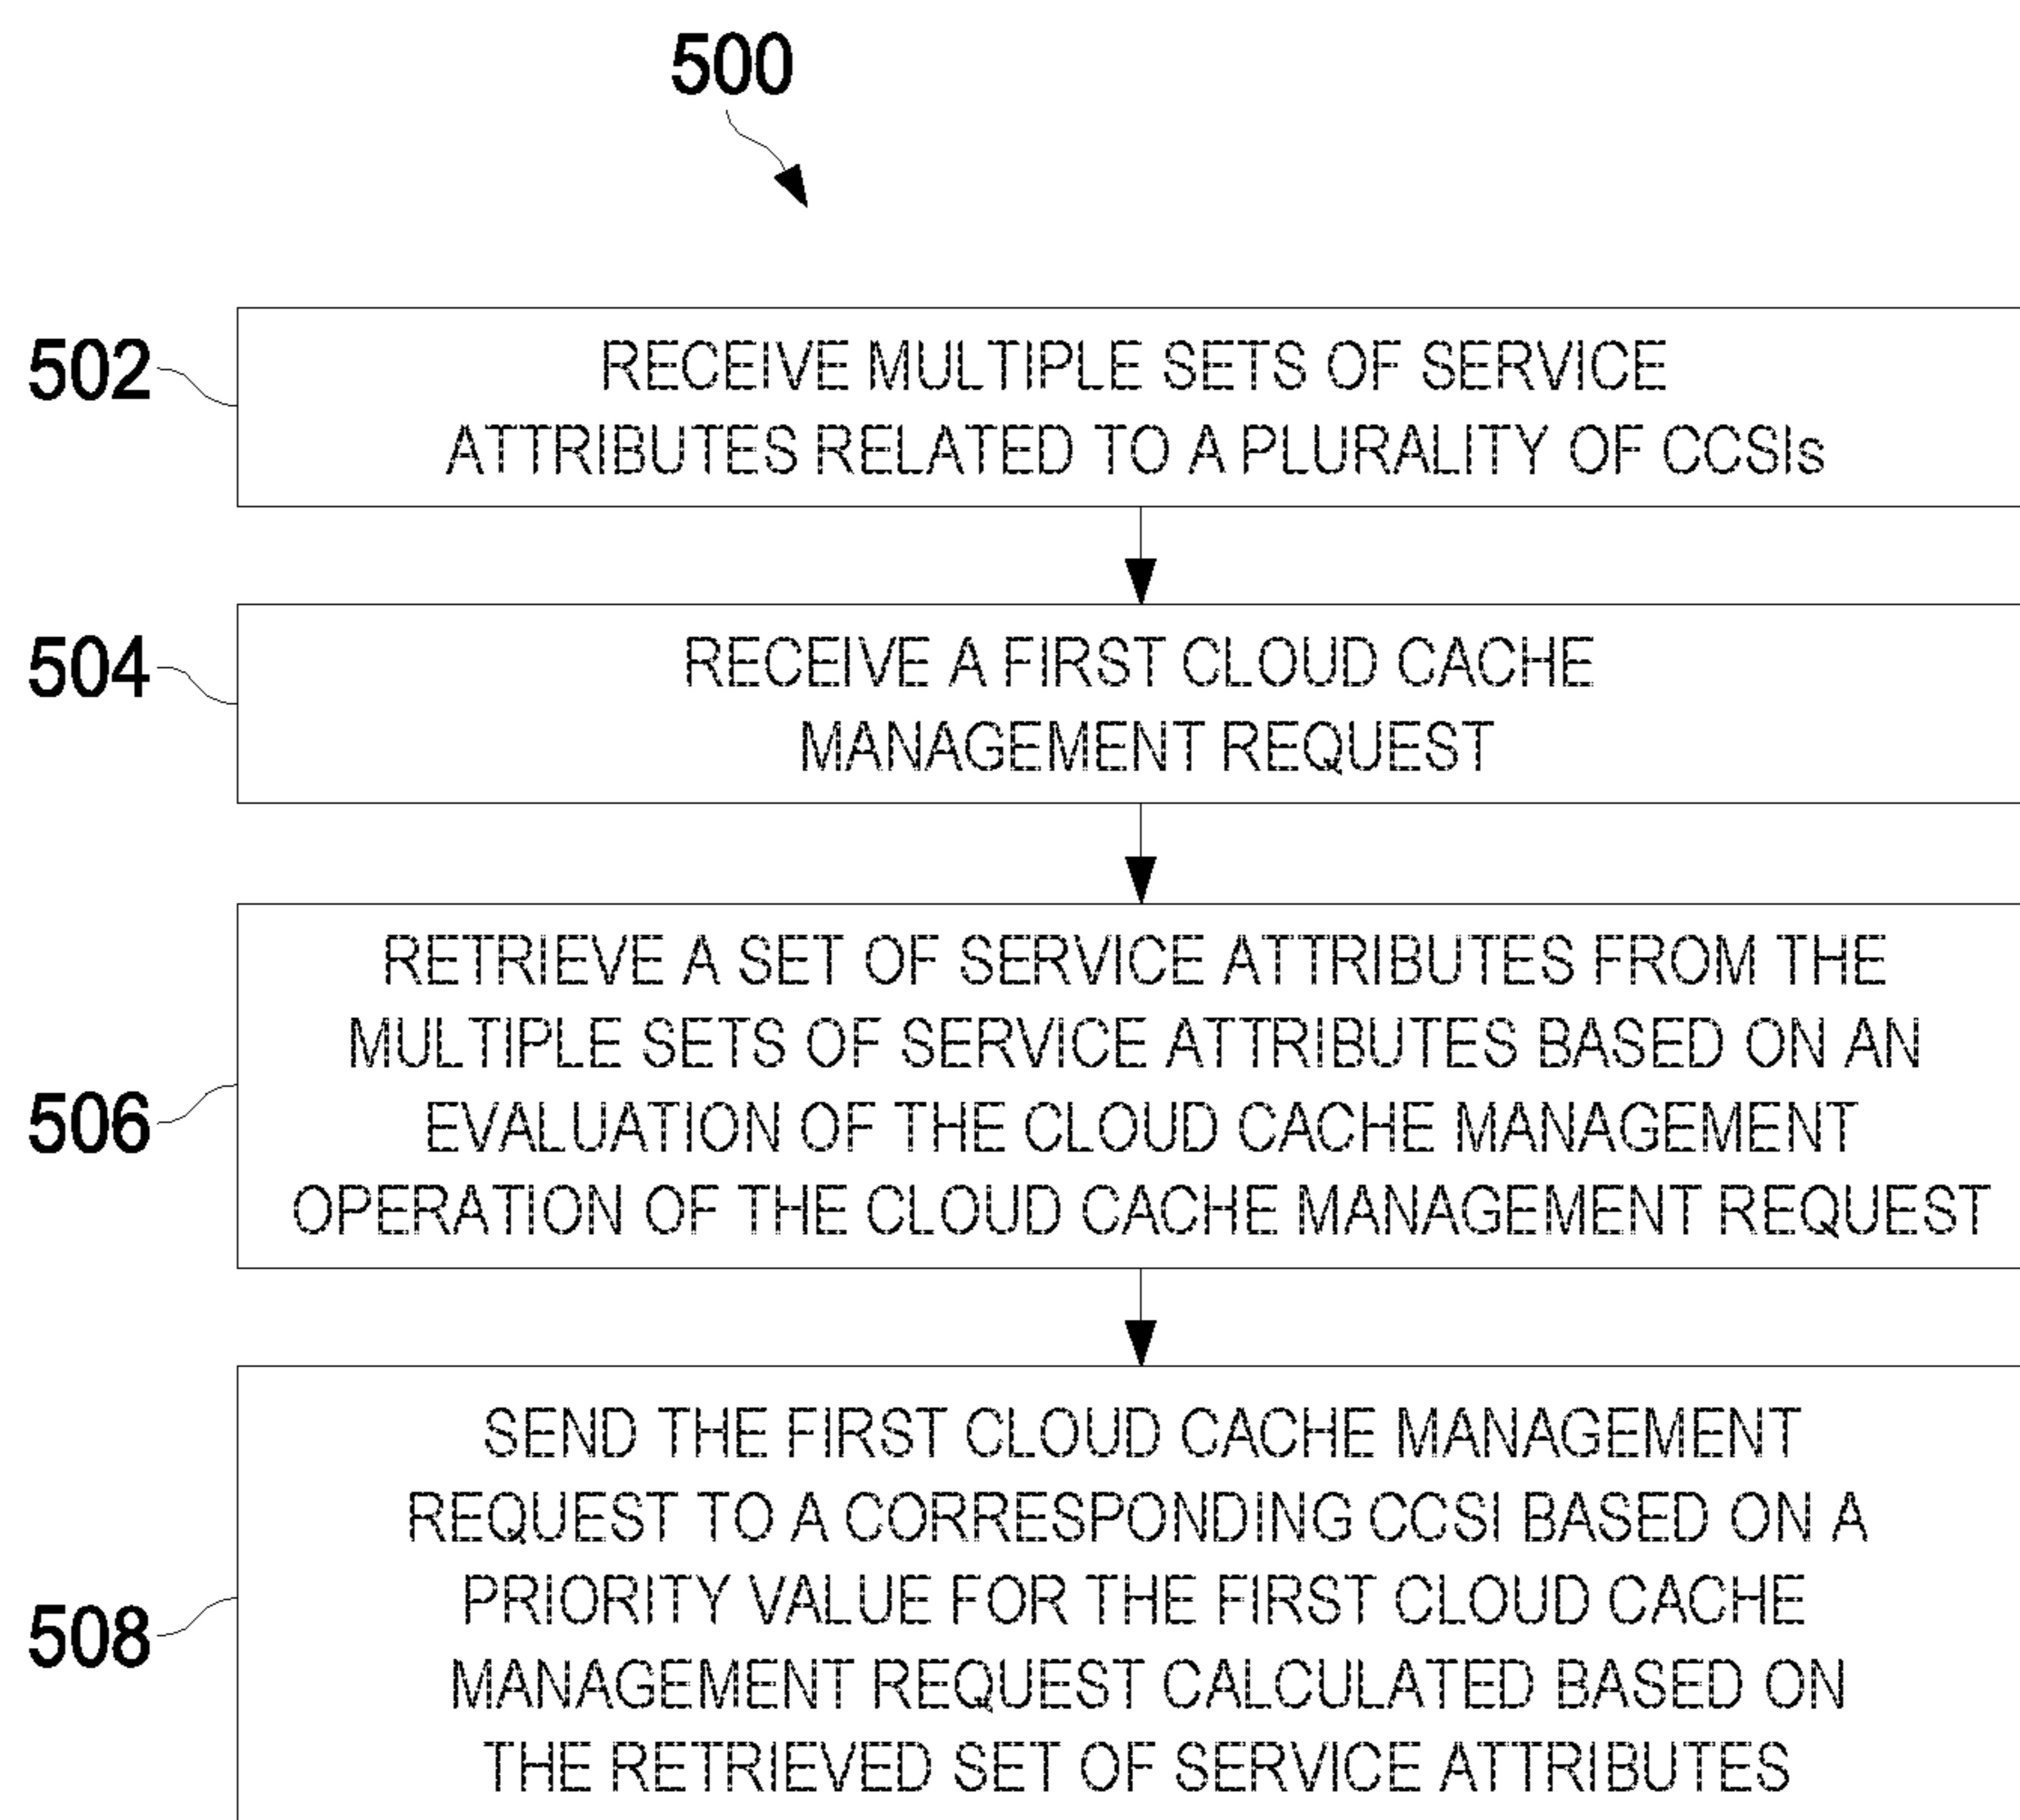 500
502
RECEIVE MULTIPLE SETS OF SERVICE
ATTRIBUTES RELATED TO A PLURALITY OF CCSIs
504
RECEIVE A FIRST CLOUD CACHE
MANAGEMENT REQUEST
506
RETRIEVE A SET OF SERVICE ATTRIBUTES FROM THE
MULTIPLE SETS OF SERVICE ATTRIBUTES BASED ON AN
EVALUATION OF THE CLOUD CACHE MANAGEMENT
OPERATION OF THE CLOUD CACHE MANAGEMENT REQUEST
508
SEND THE FIRST CLOUD CACHE MANAGEMENT
REQUEST TO A CORRESPONDING CCSI BASED ON A
PRIORITY VALUE FOR THE FIRST CLOUD CACHE
MANAGEMENT REQUEST CALCULATED BASED ON
THE RETRIEVED SET OF SERVICE ATTRIBUTES